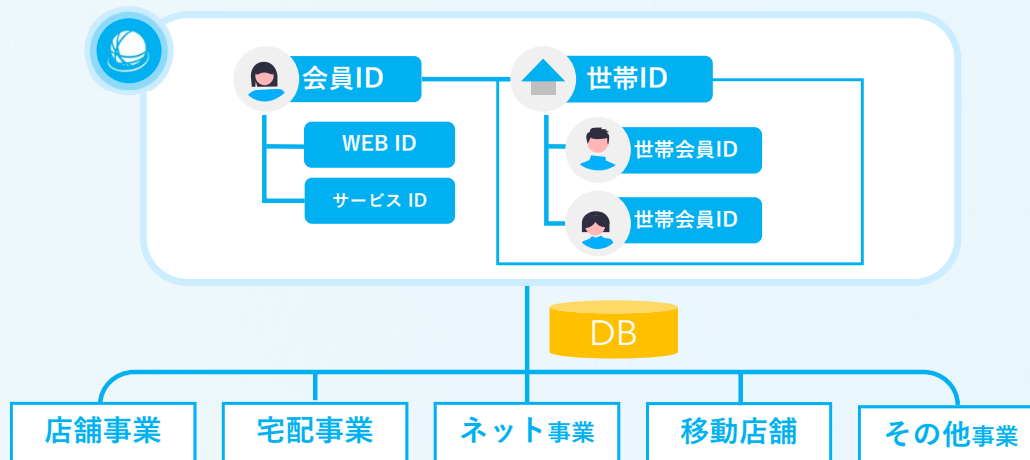 会員ID
世帯ID
WEB ID
世帯会員ID
サービス ID
世帯会員ID
DB
店舗事業
宅配事業
ネット事業
移動店舗
その他事業